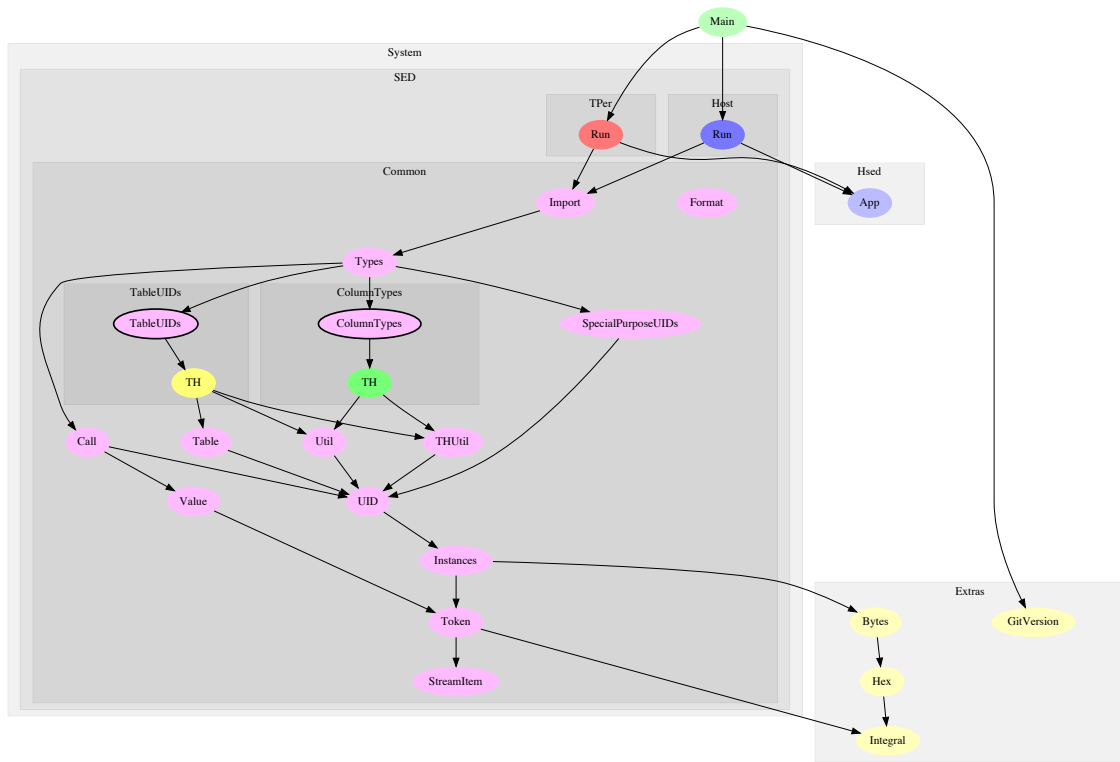 Main
System
SED
TPer
Host
Run
Run
Common
Hsed
Import
Format
App
Types
TableUIDs
ColumnTypes
TableUIDs
ColumnTypes
SpecialPurposeUIDs
TH
TH
Call
Table
Util
THUtil
Value
UID
Instances
Extras
Token
Bytes
GitVersion
StreamItem
Hex
Integral